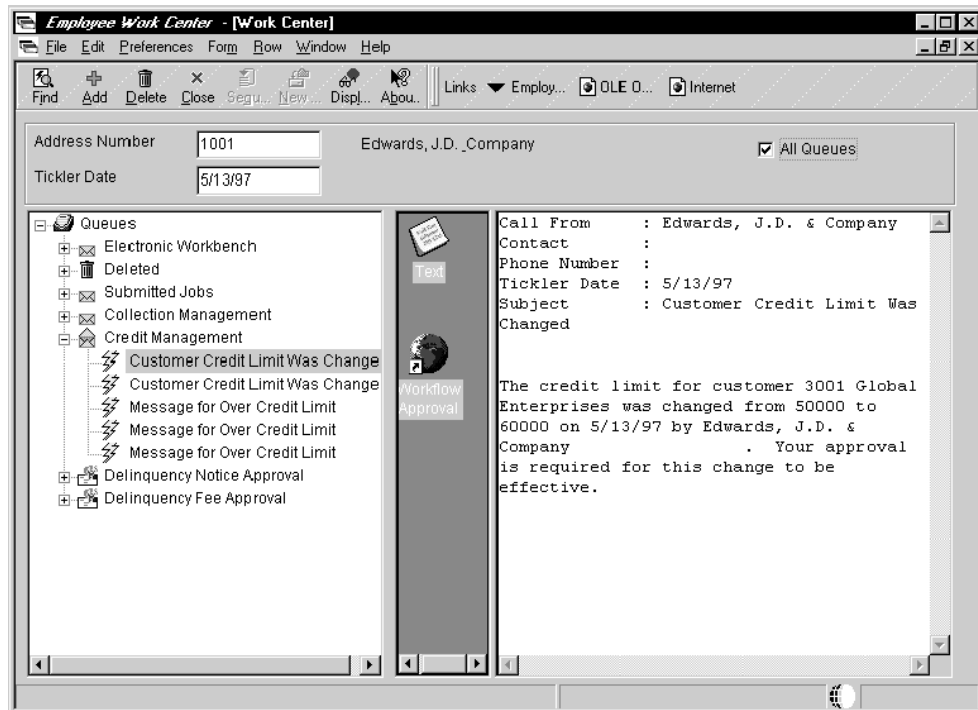 Employee Work Center - [Work Center]
File Edit Preferences Form Row Window Help
Find Add Delete Close Sequ... New... Displ... Abou.. Links Employ... OLE O... Internet
Address Number 1001 Edwards, J.D. _Company All Queues
Tickler Date 5/13/97
Queues
Electronic Workbench
Deleted
Submitted Jobs
Collection Management
Credit Management
Customer Credit Limit Was Change
Customer Credit Limit Was Change
Message for Over Credit Limit
Message for Over Credit Limit
Message for Over Credit Limit
Delinquency Notice Approval
Delinquency Fee Approval
Text
Workflow
Approval
Call From : Edwards, J.D. & Company
Contact :
Phone Number :
Tickler Date : 5/13/97
Subject : Customer Credit Limit Was
Changed
The credit limit for customer 3001 Global
Enterprises was changed from 50000 to
60000 on 5/13/97 by Edwards, J.D. &
Company . Your approval
is required for this change to be
effective.